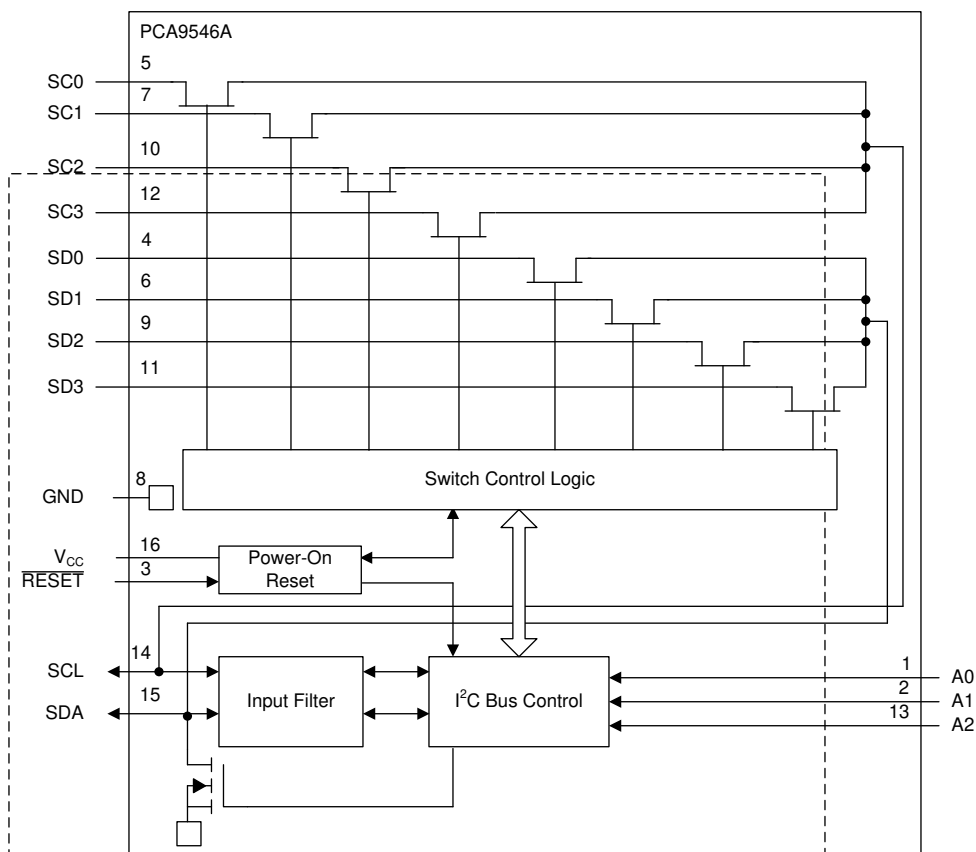 PCA9546A
5
SC0
7
SC1
10
SC2
12
SC3
4
SD0
6
SD1
9
SD2
11
SD3
Switch Control Logic
8
GND
16
VCC
Power-On
Reset
3
RESET
14
SCL
1
A0
15
Input Filter
I²C Bus Control
2
A1
SDA
13
A2